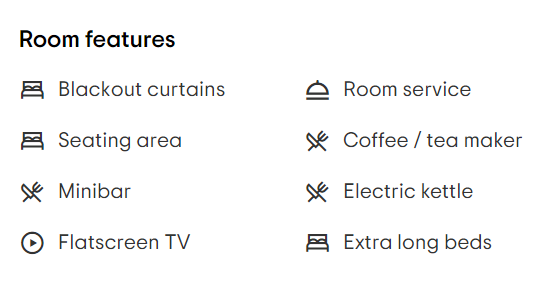 Room features
Blackout curtains
Room service
Seating area
Coffee / tea maker
Minibar
Electric kettle
Flatscreen TV
Extra long beds